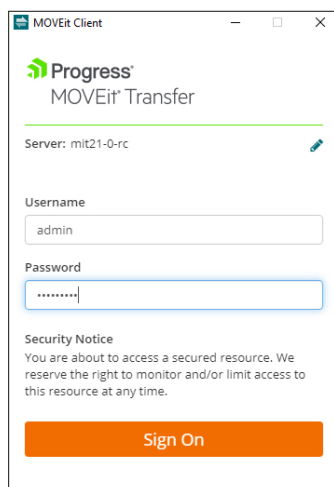 MOVEit Client
Progress®
MOVEit® Transfer
Server: mit21-0-rc
Username
admin
Password
•••••••••
Security Notice
You are about to access a secured resource. We
reserve the right to monitor and/or limit access to
this resource at any time.
Sign On